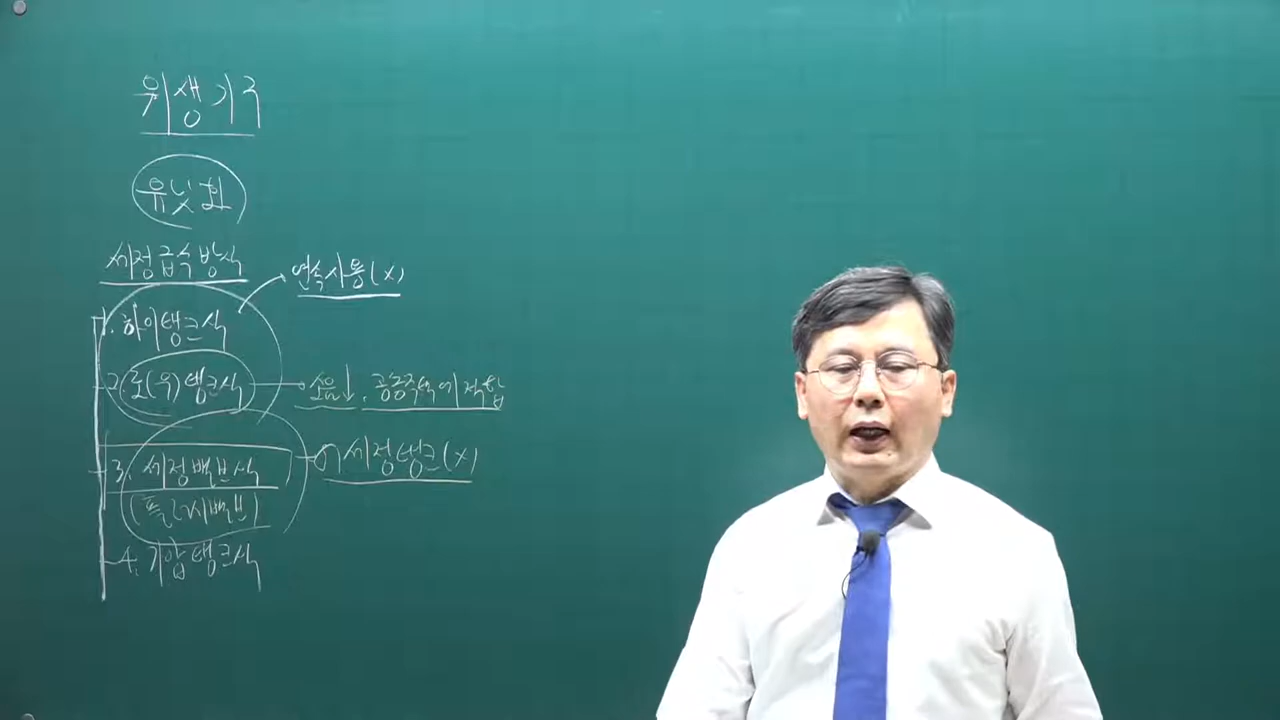 위생기구
유닛화
세정급수방식
연속사용(x)
1. 하이탱크식
2. 로(우)탱크식
소음↓. 공공주택에 적합
3. 세정밸브식
세정탱크(x)
(플러시밸브)
4. 기압탱크식